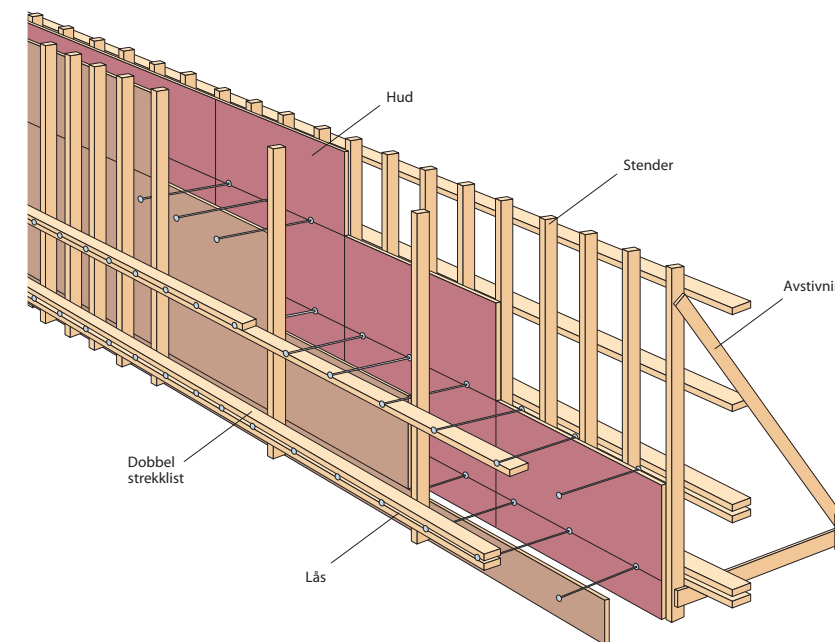 Hud
Stender
Avstivni
Dobbel
strekklist
Lås